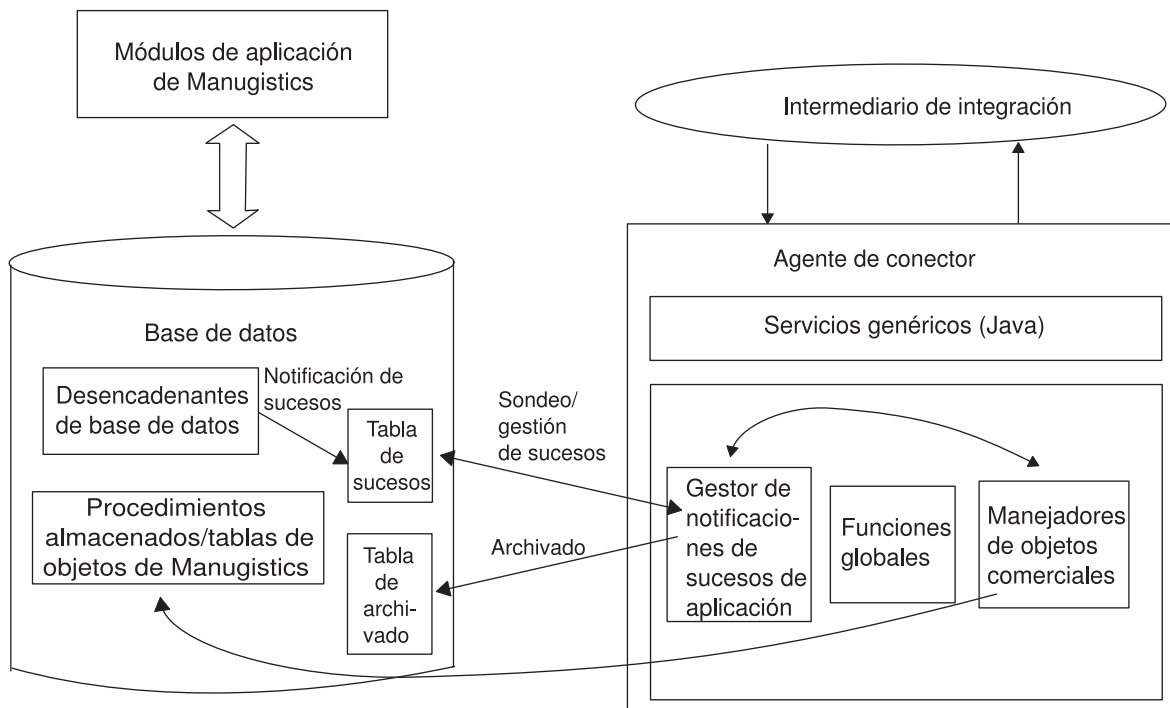 Módulos de aplicación
de Manugistics
Intermediario de integración
Agente de conector
Servicios genéricos (Java)
Base de datos
Desencadenantes
de base de datos
Notificación de
sucesos
Tabla
de
sucesos
Procedimientos
almacenados/tablas de
objetos de Manugistics
Tabla
de
archi-
vado
Sondeo/
gestión
de sucesos
Archivado
Gestor de
notificacio-
nes de
sucesos de
aplicación
Funciones
globales
Manejadores
de objetos
comerciales